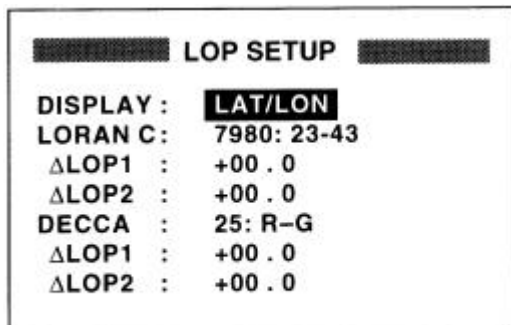 LOP SETUP
DISPLAY : LAT/LON
LORAN C: 7980: 23-43
ΔLOP1 : +00 . 0
ΔLOP2 : +00 . 0
DECCA : 25: R–G
ΔLOP1 : +00 . 0
ΔLOP2 : +00 . 0